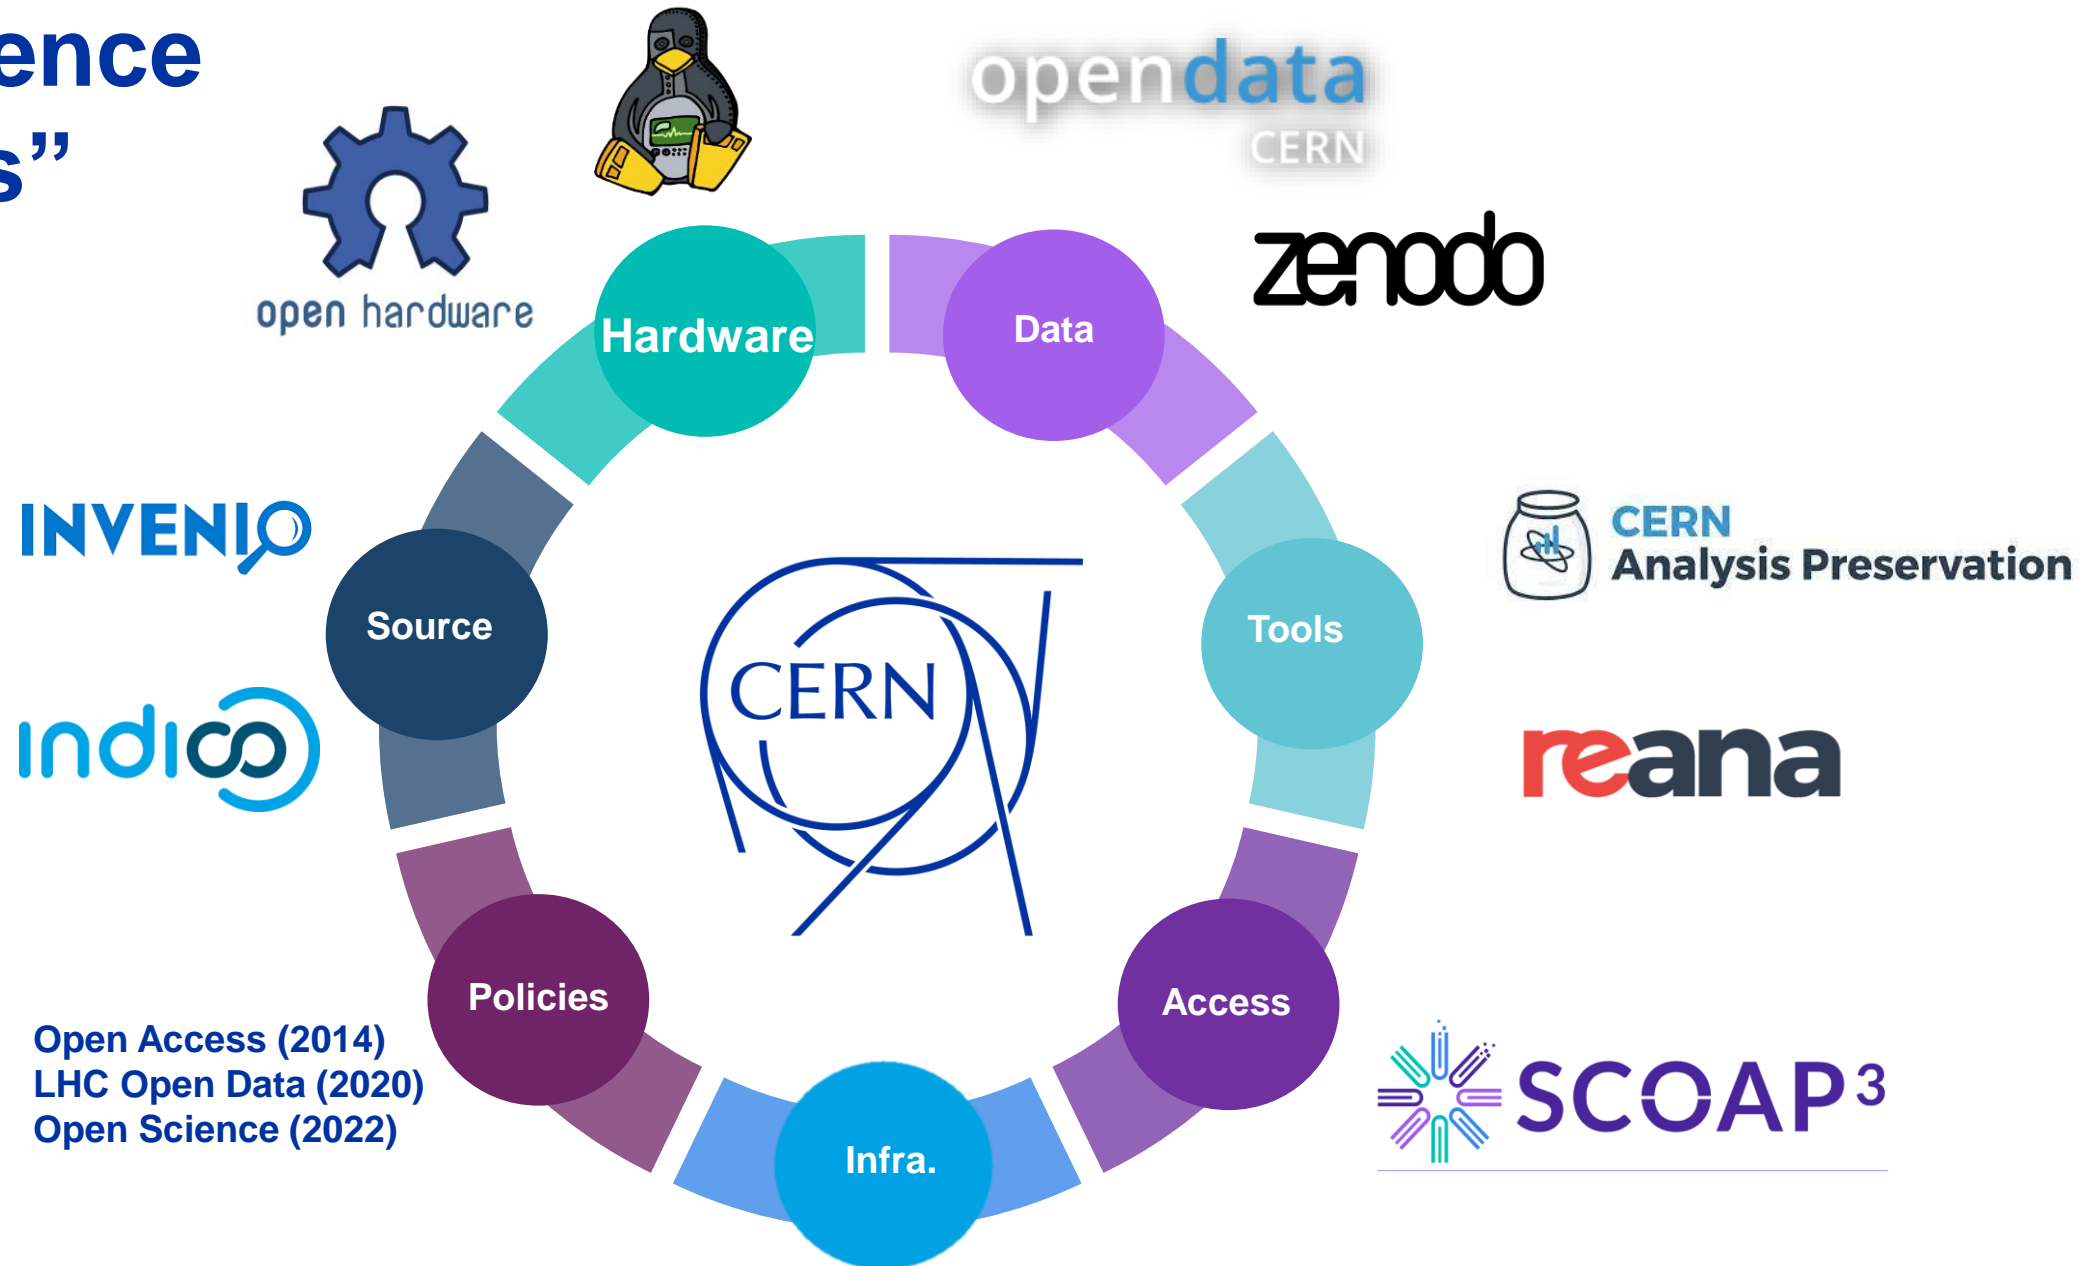 ence
s”
open hardware
opendata
CERN
zenodo
Hardware
Data
INVENIO
CERN
Analysis Preservation
Source
Tools
CERN
indico
reana
Policies
Access
Open Access (2014)
LHC Open Data (2020)
Open Science (2022)
SCOAP3
Infra.